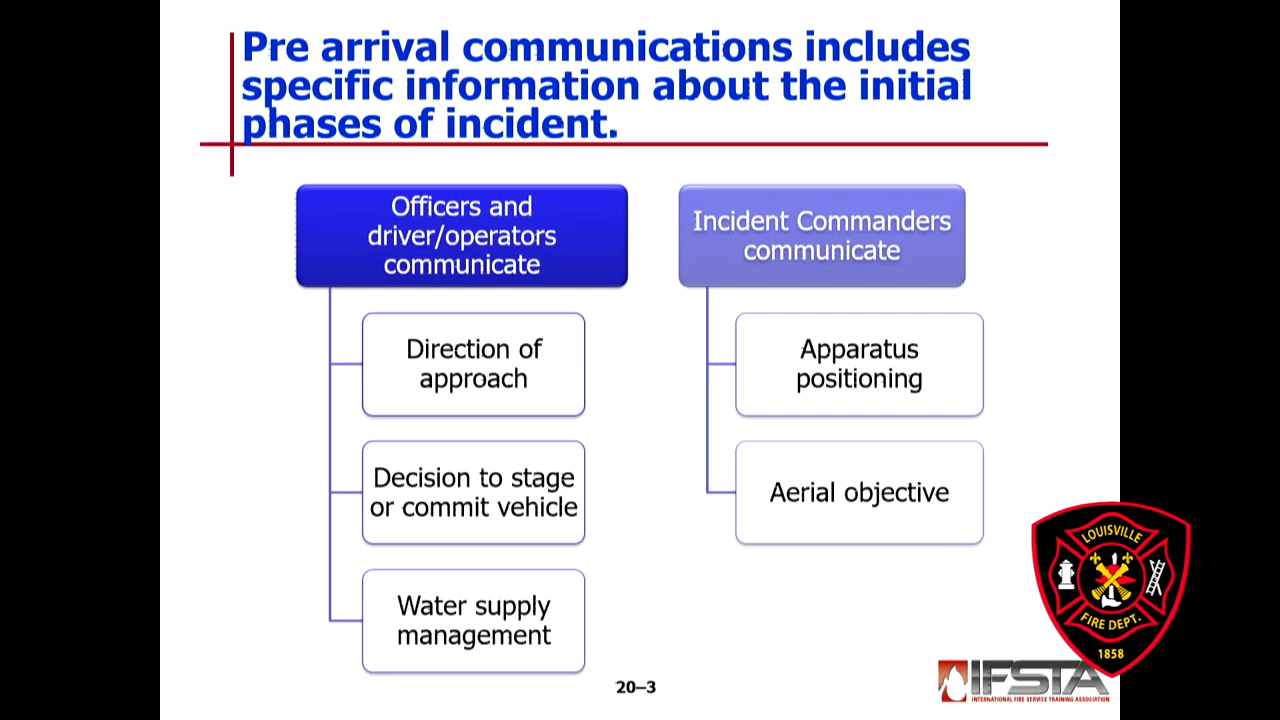 Pre arrival communications includes
specific information about the initial
phases of incident.
Officers and
driver/operators
communicate
Direction of
approach
Decision to stage
or commit vehicle
Water supply
management
Incident Commanders
communicate
Apparatus
positioning
Aerial objective
20–3
LOUISVILLE
FIRE DEPT.
1858
IFSTA
INTERNATIONAL FIRE SERVICE TRAINING ASSOCIATION